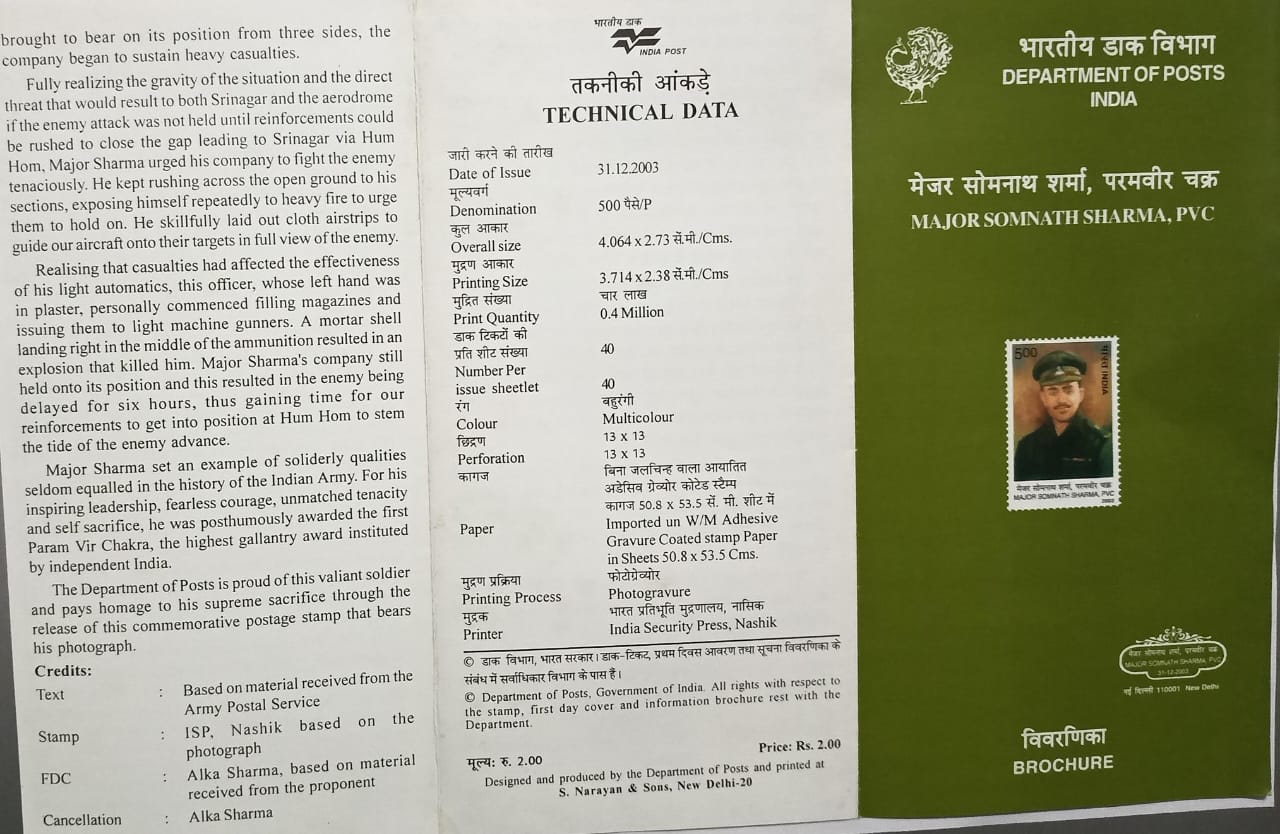 brought to bear on its position from three sides, the
company began to sustain heavy casualties.
Fully realizing the gravity of the situation and the direct
threat that would result to both Srinagar and the aerodrome
if the enemy attack was not held until reinforcements could
be rushed to close the gap leading to Srinagar via Hum
Hom, Major Sharma urged his company to fight the enemy
tenaciously. He kept rushing across the open ground to his
sections, exposing himself repeatedly to heavy fire to urge
them to hold on. He skillfully laid out cloth airstrips to
guide our aircraft onto their targets in full view of the enemy.
Realising that casualties had affected the effectiveness
of his light automatics, this officer, whose left hand was
in plaster, personally commenced filling magazines and
issuing them to light machine gunners. A mortar shell
landing right in the middle of the ammunition resulted in an
explosion that killed him. Major Sharma's company still
held onto its position and this resulted in the enemy being
delayed for six hours, thus gaining time for our
reinforcements to get into position at Hum Hom to stem
the tide of the enemy advance.
Major Sharma set an example of soliderly qualities
seldom equalled in the history of the Indian Army. For his
inspiring leadership, fearless courage, unmatched tenacity
and self sacrifice, he was posthumously awarded the first
Param Vir Chakra, the highest gallantry award instituted
by independent India.
The Department of Posts is proud of this valiant soldier
and pays homage to his supreme sacrifice through the
release of this commemorative postage stamp that bears
his photograph.
Credits:
Text : Based on material received from the
Army Postal Service
Stamp : ISP, Nashik based on the
photograph
FDC : Alka Sharma, based on material
received from the proponent
Cancellation : Alka Sharma
भारतीय डाक
INDIA POST
तकनीकी आंकड़े
TECHNICAL DATA
जारी करने की तारीख
Date of Issue 31.12.2003
मूल्यवर्ग
Denomination 500 पैसे/P
कुल आकार
Overall size 4.064 x 2.73 सें.मी./Cms.
मुद्रण आकार
Printing Size 3.714 x 2.38 सें.मी./Cms
मुद्रित संख्या चार लाख
Print Quantity 0.4 Million
डाक टिकटों की
प्रति शीट संख्या 40
Number Per
issue sheetlet 40
रंग बहुरंगी
Colour Multicolour
छिद्रण 13 x 13
Perforation 13 x 13
कागज बिना जलचिन्ह वाला आयातित
अडेसिव ग्रेव्योर कोटेड स्टैम्प
कागज 50.8 x 53.5 सें. मी. शीट में
Paper Imported un W/M Adhesive
Gravure Coated stamp Paper
in Sheets 50.8 x 53.5 Cms.
मुद्रण प्रक्रिया फोटोग्रेव्योर
Printing Process Photogravure
मुद्रक भारत प्रतिभूति मुद्रणालय, नासिक
Printer India Security Press, Nashik
© डाक विभाग, भारत सरकार। डाक-टिकट, प्रथम दिवस आवरण तथा सूचना विवरणिका के
संबंध में सर्वाधिकार विभाग के पास है।
© Department of Posts, Government of India. All rights with respect to
the stamp, first day cover and information brochure rest with the
Department.
मूल्य: रु. 2.00 Price: Rs. 2.00
Designed and produced by the Department of Posts and printed at
S. Narayan & Sons, New Delhi-20
भारतीय डाक विभाग
DEPARTMENT OF POSTS
INDIA
मेजर सोमनाथ शर्मा, परमवीर चक्र
MAJOR SOMNATH SHARMA, PVC
500
भारत INDIA
मेजर सोमनाथ शर्मा, परमवीर चक्र
MAJOR SOMNATH SHARMA, PVC
2003
मेजर सोमनाथ शर्मा, परमवीर चक्र
MAJOR SOMNATH SHARMA, PVC
31-12-2003
नई दिल्ली 110001 New Delhi
विवरणिका
BROCHURE